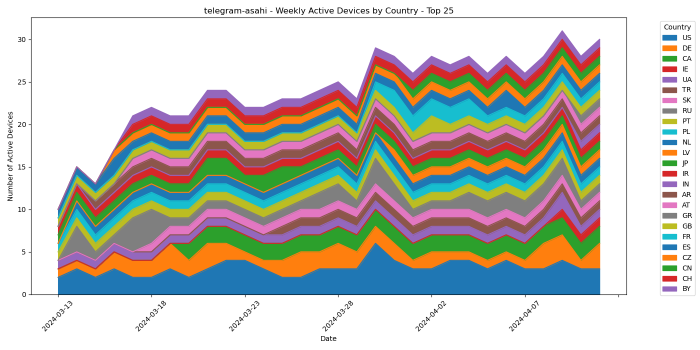 telegram-asahi - Weekly Active Devices by Country - Top 25
Number of Active Devices
30
25
20
15
10
5
0
2024-03-13
2024-03-18
2024-03-23
2024-03-28
2024-04-02
2024-04-07
Date
Country
US
DE
CA
IE
UA
TR
SK
RU
PT
PL
NL
LV
JP
IR
IN
AR
AT
GR
GB
FR
ES
CZ
CN
CH
BY